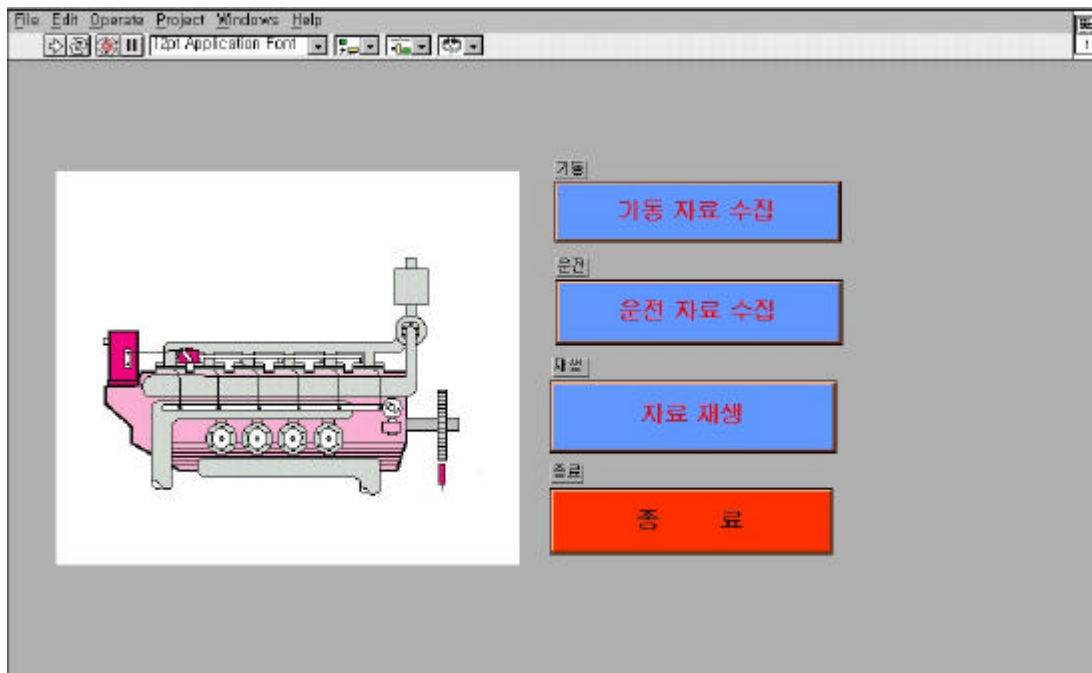 File Edit Operate Project Windows Help
12pt Application Font
기동
기동 자료 수집
운전
운전 자료 수집
재생
자료 재생
종료
종 료